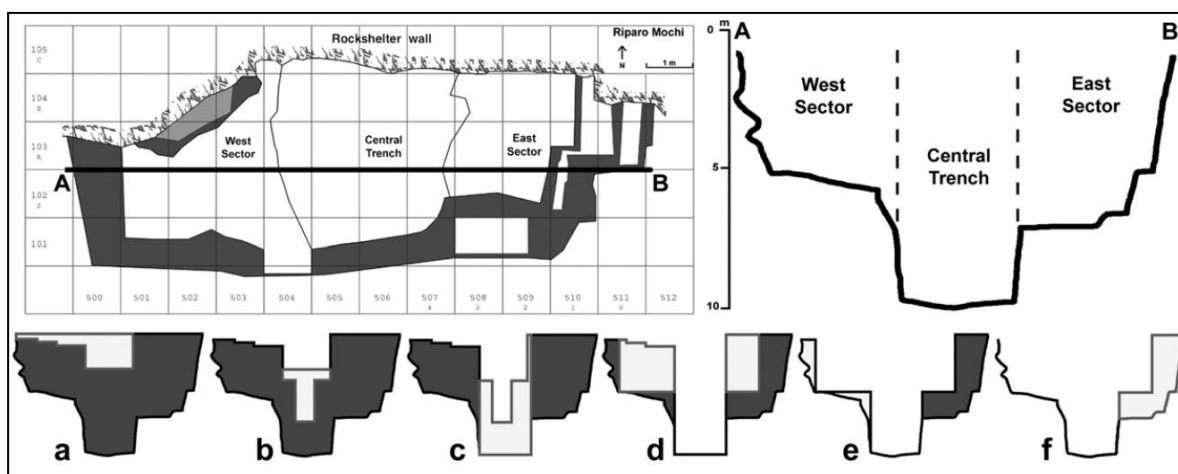 Rockshelter wall
Riparo Mochi
N
1 m
105
C
104
B
103
A
102
101
West
Sector
Central
Trench
East
Sector
A
B
500
501
502
503
504
505
506
507
4
508
3
509
2
510
1
511
0
512
0
m
A
B
West
Sector
East
Sector
Central
Trench
5
10
a
b
c
d
e
f